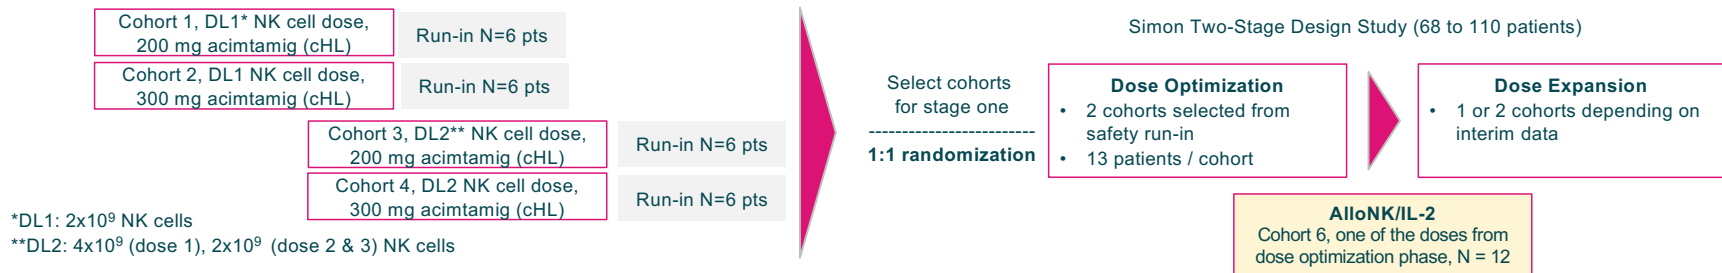 Cohort 1, DL1* NK cell dose,
200 mg acimtamig (cHL)
Run-in N=6 pts
Cohort 2, DL1 NK cell dose,
300 mg acimtamig (cHL)
Run-in N=6 pts
Cohort 3, DL2** NK cell dose,
200 mg acimtamig (cHL)
Run-in N=6 pts
Cohort 4, DL2 NK cell dose,
300 mg acimtamig (cHL)
Run-in N=6 pts
*DL1: 2x10⁹ NK cells
**DL2: 4x10⁹ (dose 1), 2x10⁹ (dose 2 & 3) NK cells
Select cohorts
for stage one
-------------------------
1:1 randomization
Simon Two-Stage Design Study (68 to 110 patients)
Dose Optimization
• 2 cohorts selected from
safety run-in
• 13 patients / cohort
Dose Expansion
• 1 or 2 cohorts depending on
interim data
AlloNK/IL-2
Cohort 6, one of the doses from
dose optimization phase, N = 12